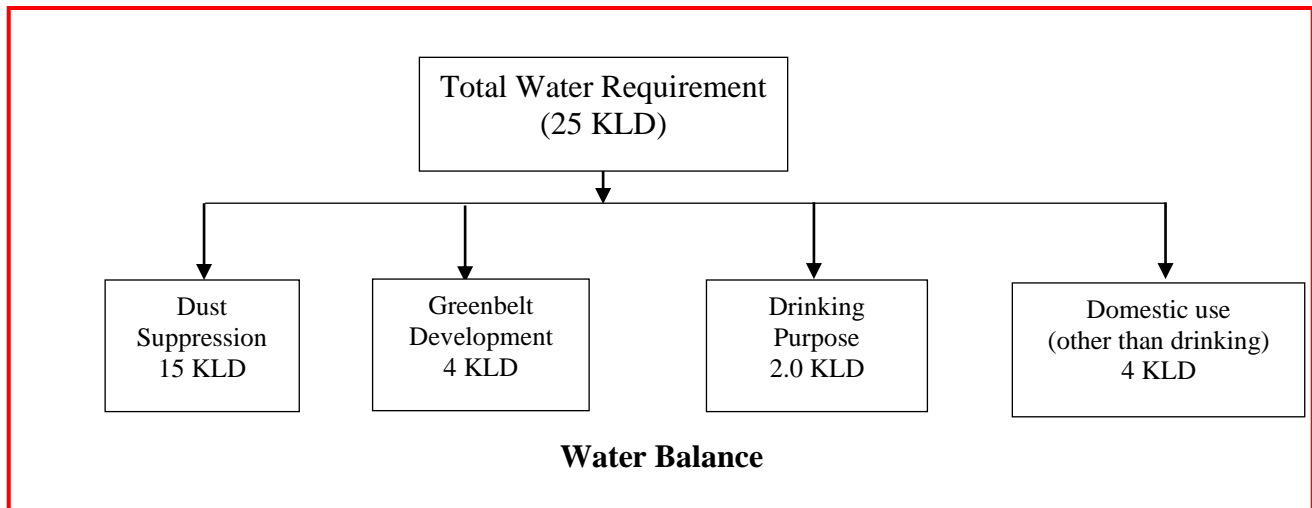 Total Water Requirement
(25 KLD)
Dust
Suppression
15 KLD
Greenbelt
Development
4 KLD
Drinking
Purpose
2.0 KLD
Domestic use
(other than drinking)
4 KLD
Water Balance